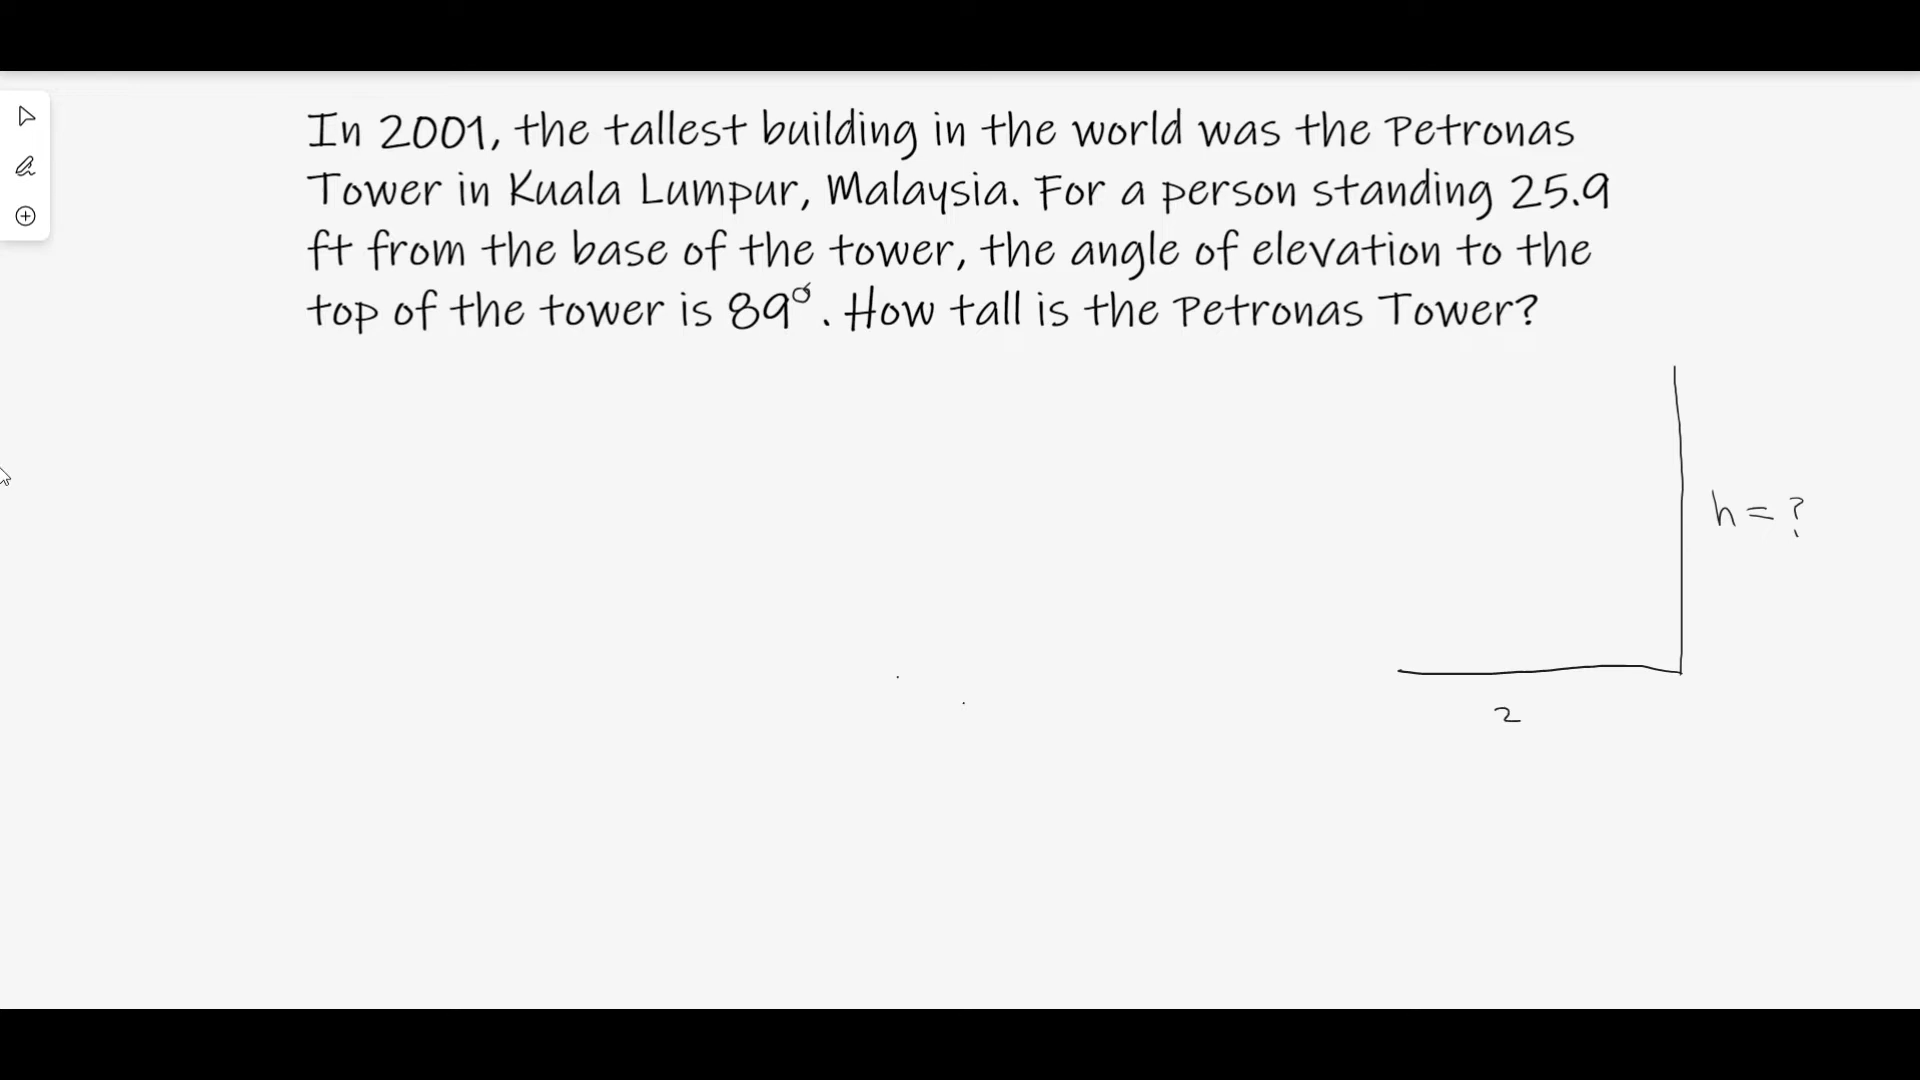 In 2001, the tallest building in the world was the Petronas
Tower in Kuala Lumpur, Malaysia. For a person standing 25.9
ft from the base of the tower, the angle of elevation to the
top of the tower is 89°. How tall is the Petronas Tower?
h = ?
2